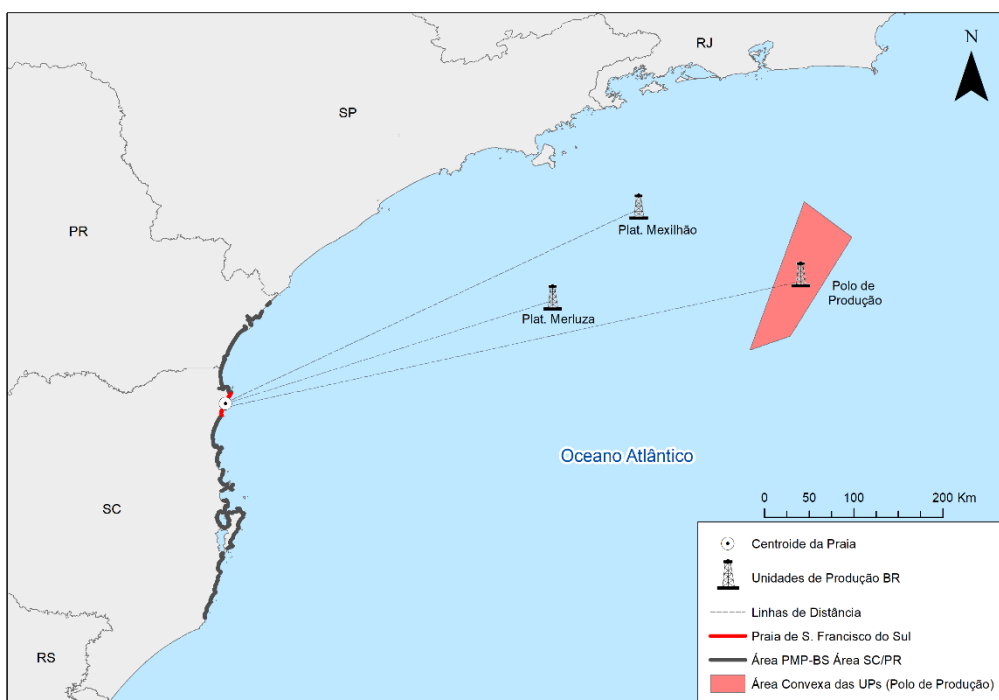 RJ
N
SP
PR
Plat. Mexilhão
Polo de
Produção
Plat. Merluza
Oceano Atlântico
SC
0 50 100 200 Km
Centroide da Praia
Unidades de Produção BR
Linhas de Distância
Praia de S. Francisco do Sul
Área PMP-BS Área SC/PR
Área Convexa das UPs (Polo de Produção)
RS